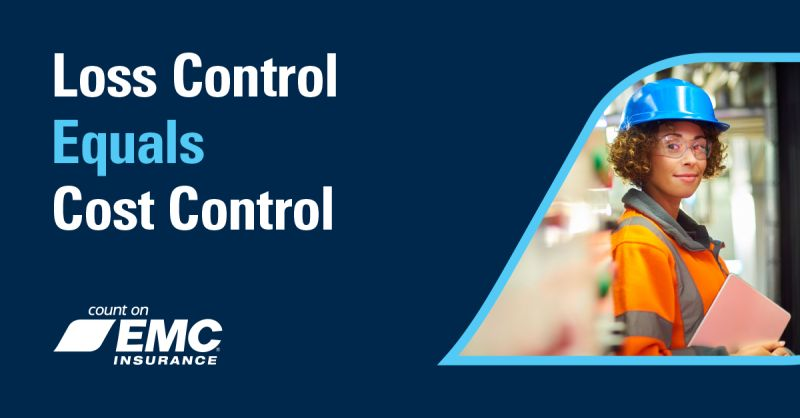 Loss Control
Equals
Cost Control
count on
EMC
INSURANCE